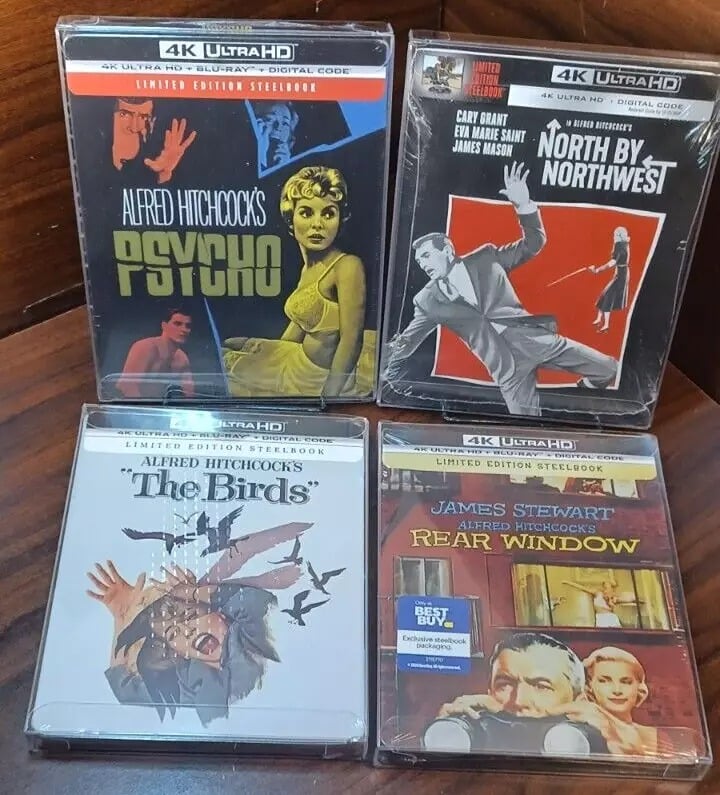 4K ULTRA HD
4K ULTRA HD + BLU-RAY + DIGITAL CODE
LIMITED EDITION STEELBOOK
ALFRED HITCHCOCK'S
PSYCHO
LIMITED
EDITION
STEELBOOK
4K ULTRA HD
4K ULTRA HD + DIGITAL CODE
CARY GRANT
EVA MARIE SAINT
JAMES MASON
IN ALFRED HITCHCOCK'S
NORTH BY
NORTHWEST
4K ULTRA HD
4K ULTRA HD + BLU-RAY + DIGITAL CODE
LIMITED EDITION STEELBOOK
ALFRED HITCHCOCK'S
"The Birds"
4K ULTRA HD
4K ULTRA HD + BLU-RAY + DIGITAL CODE
LIMITED EDITION STEELBOOK
JAMES STEWART
ALFRED HITCHCOCK'S
REAR WINDOW
Only at
BEST
BUY
Exclusive steelbook
packaging.